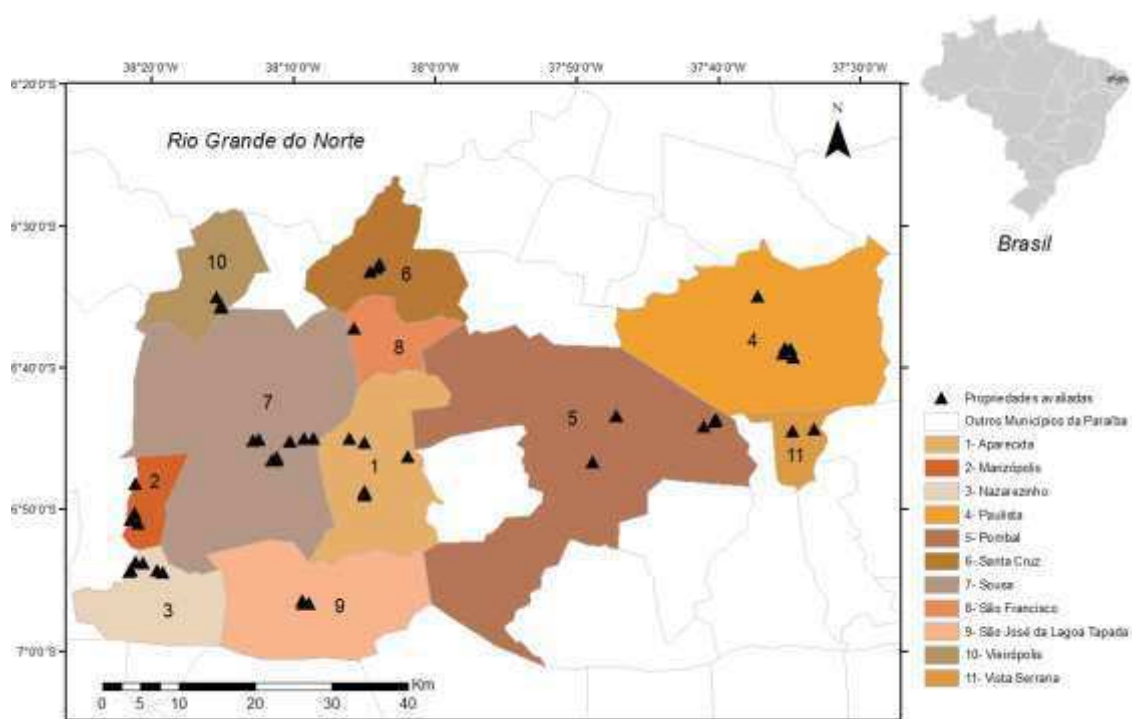 38°20'0"W 38°10'0"W 38°0'0"W 37°50'0"W 37°40'0"W 37°30'0"W
6°20'0"S
N
Rio Grande do Norte
6°30'0"S
Brasil
10
6
6°40'0"S
8
4
7
5
11
1
2
6°50'0"S
3
9
7°0'0"S
Km
0 5 10 20 30 40
Propriedades avaliadas
Outros Municípios da Paraíba
1- Aparecida
2- Marizópolis
3- Nazarezinho
4- Paulista
5- Pombal
6- Santa Cruz
7- Sousa
8- São Francisco
9- São José da Lagoa Tapada
10- Vieirópolis
11- Vista Serrana